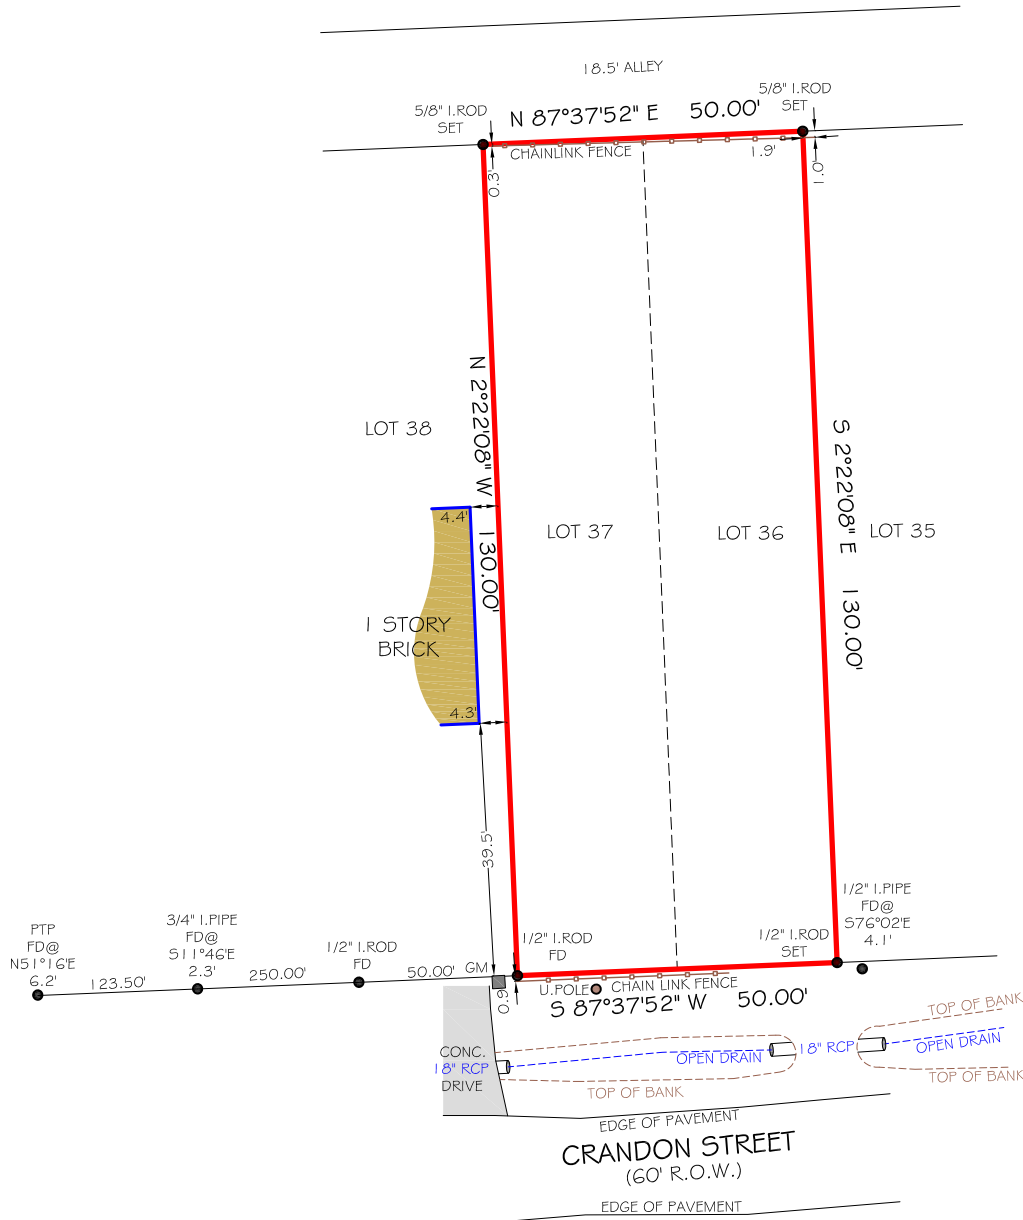 18.5' ALLEY
5/8" I.ROD
SET
N 87°37'52" E 50.00'
5/8" I.ROD
SET
CHAINLINK FENCE
1.9'
0.3'
1.0'
N 2°22'08" W 130.00'
S 2°22'08" E 130.00'
LOT 38
LOT 37
LOT 36
LOT 35
4.4'
1 STORY
BRICK
4.3'
39.5'
PTP
FD@
N51°16'E
6.2'
3/4" I.PIPE
FD@
S11°46'E
2.3'
1/2" I.ROD
FD
1/2" I.ROD
FD
1/2" I.ROD
SET
1/2" I.PIPE
FD@
S76°02'E
4.1'
123.50'
250.00'
50.00'
GM
0.9'
U.POLE
CHAIN LINK FENCE
S 87°37'52" W 50.00'
TOP OF BANK
CONC.
18" RCP
DRIVE
OPEN DRAIN
18" RCP
OPEN DRAIN
TOP OF BANK
TOP OF BANK
EDGE OF PAVEMENT
CRANDON STREET
(60' R.O.W.)
EDGE OF PAVEMENT